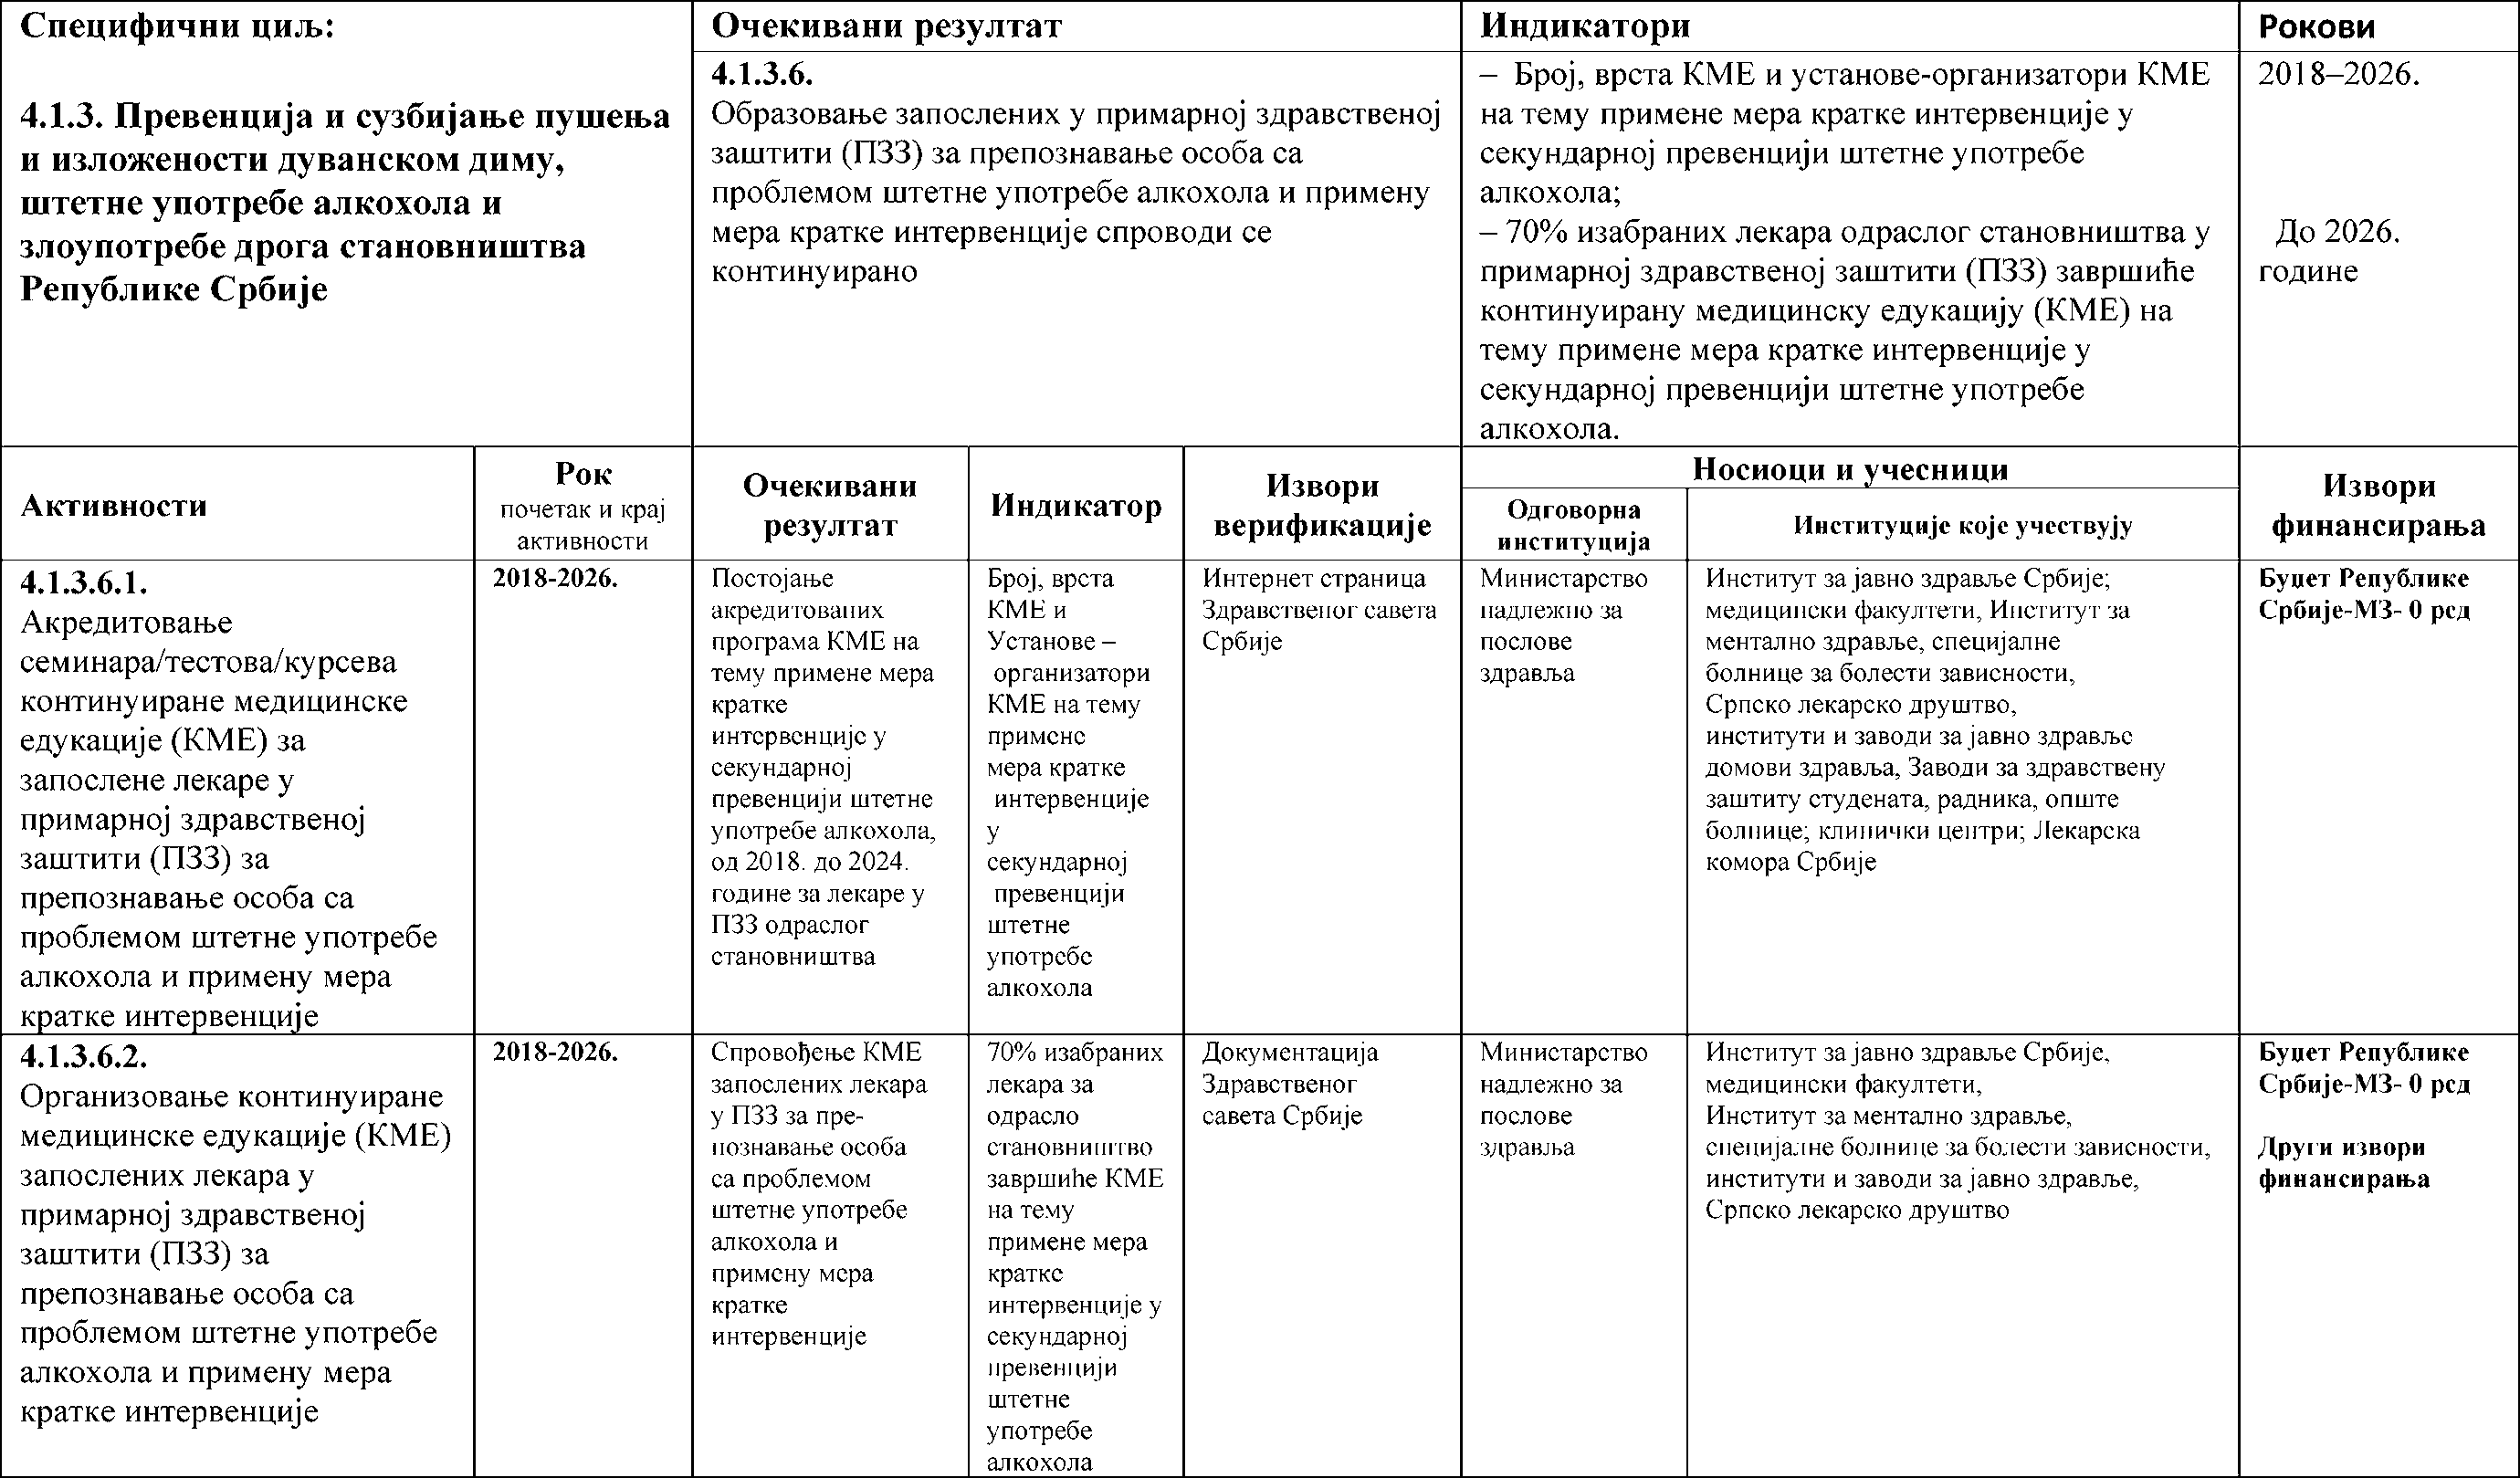 Специфични циљ:
4.1.3. Превенција и сузбијање пушења
и изложености дуванском диму,
штетне употребе алкохола и
злоупотребе дрога становништва
Републике Србије
Очекивани резултат
4.1.3.6.
Образовање запослених у примарној здравственој
заштити (ПЗЗ) за препознавање особа са
проблемом штетне употребе алкохола и примену
мера кратке интервенције спроводи се
континуирано
Индикатори
– Број, врста КМЕ и установе-организатори КМЕ
на тему примене мера кратке интервенције у
секундарној превенцији штетне употребе
алкохола;
– 70% изабраних лекара одраслог становништва у
примарној здравственој заштити (ПЗЗ) завршиће
континуирану медицинску едукацију (КМЕ) на
тему примене мера кратке интервенције у
секундарној превенцији штетне употребе
алкохола.
Рокови
2018–2026.
До 2026.
године
Активности
Рок
почетак и крај
активности
Очекивани
резултат
Индикатор
Извори
верификације
Носиоци и учесници
Одговорна
институција
Институције које учествују
Извори
финансирања
4.1.3.6.1.
Акредитовање
семинара/тестова/курсева
континуиране медицинске
едукације (КМЕ) за
запослене лекаре у
примарној здравственој
заштити (ПЗЗ) за
препознавање особа са
проблемом штетне употребе
алкохола и примену мера
кратке интервенције
2018-2026.
Постојање
акредитованих
програма КМЕ на
тему примене мера
кратке
интервенције у
секундарној
превенцији штетне
употребе алкохола,
од 2018. до 2024.
године за лекаре у
ПЗЗ одраслог
становништва
Број, врста
КМЕ и
Установе –
организатори
КМЕ на тему
примене
мера кратке
интервенције
у
секундарној
превенцији
штетне
употребе
алкохола
Интернет страница
Здравственог савета
Србије
Министарство
надлежно за
послове
здравља
Институт за јавно здравље Србије;
медицински факултети, Институт за
ментално здравље, специјалне
болнице за болести зависности,
Српско лекарско друштво,
институти и заводи за јавно здравље
домови здравља, Заводи за здравствену
заштиту студената, радника, опште
болнице; клинички центри; Лекарска
комора Србије
Буџет Републике
Србије-МЗ- 0 рсд
4.1.3.6.2.
Организовање континуиране
медицинске едукације (КМЕ)
запослених лекара у
примарној здравственој
заштити (ПЗЗ) за
препознавање особа са
проблемом штетне употребе
алкохола и примену мера
кратке интервенције
2018-2026.
Спровођење КМЕ
запослених лекара
у ПЗЗ за пре-
познавање особа
са проблемом
штетне употребе
алкохола и
примену мера
кратке
интервенције
70% изабраних
лекара за
одрасло
становништво
завршиће КМЕ
на тему
примене мера
кратке
интервенције у
секундарној
превенцији
штетне
употребе
алкохола
Документација
Здравственог
савета Србије
Министарство
надлежно за
послове
здравља
Институт за јавно здравље Србије,
медицински факултети,
Институт за ментално здравље,
специјалне болнице за болести зависности,
институти и заводи за јавно здравље,
Српско лекарско друштво
Буџет Републике
Србије-МЗ- 0 рсд
Други извори
финансирања